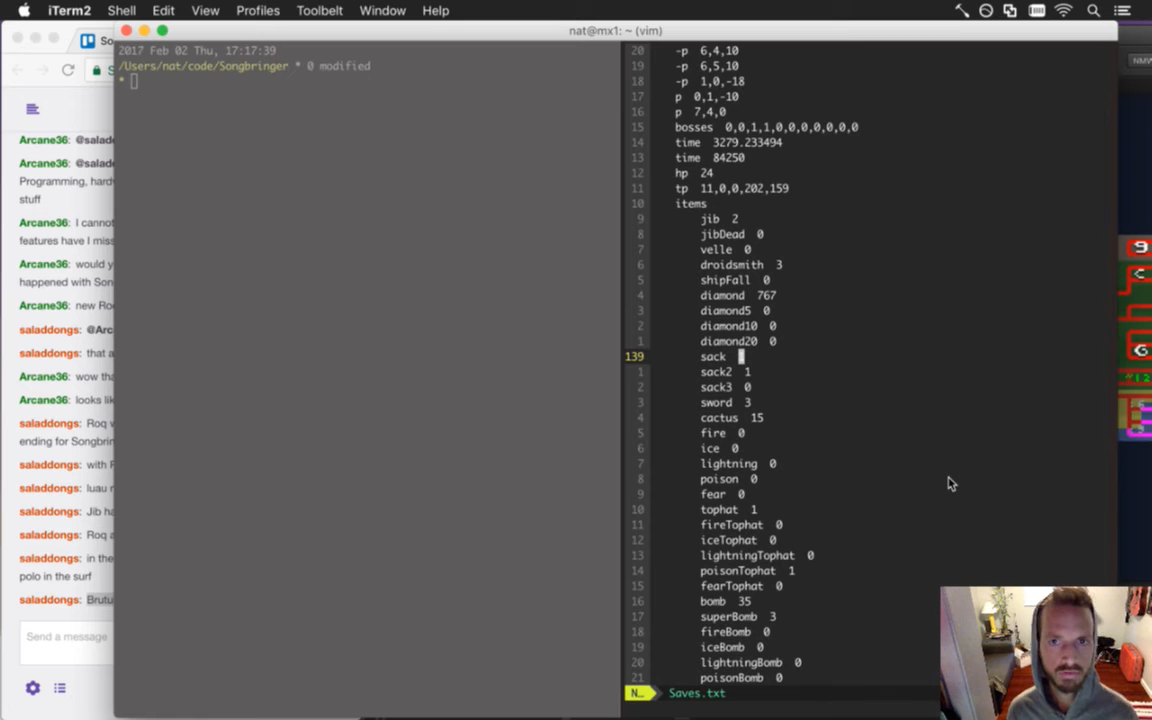 iTerm2 Shell Edit View Profiles Toolbelt Window Help
nat@mx1: ~ (vim)
2017 Feb 02 Thu, 17:17:39
/Users/nat/code/Songbringer * 0 modified
*
Arcane36: @salad
Arcane36: @salad
Programming, hard
stuff
Arcane36: I cannot
features have I miss
Arcane36: would y
happened with Son
Arcane36: new Ro
saladdongs: @Arc
saladdongs: that a
Arcane36: wow tha
Arcane36: looks lik
saladdongs: Roq w
ending for Songbrin
saladdongs: with F
saladdongs: luau r
saladdongs: Jib ha
saladdongs: Roq a
saladdongs: in the
polo in the surf
saladdongs: Brutu
Send a message
20 -p 6,4,10
19 -p 6,5,10
18 -p 1,0,-18
17 p 0,1,-10
16 p 7,4,0
15 bosses 0,0,1,1,0,0,0,0,0,0,0
14 time 3279.233494
13 time 84250
12 hp 24
11 tp 11,0,0,202,159
10 items
9 jib 2
8 jibDead 0
7 velle 0
6 droidsmith 3
5 shipFall 0
4 diamond 767
3 diamond5 0
2 diamond10 0
1 diamond20 0
139 sack
1 sack2 1
2 sack3 0
3 sword 3
4 cactus 15
5 fire 0
6 ice 0
7 lightning 0
8 poison 0
9 fear 0
10 tophat 1
11 fireTophat 0
12 iceTophat 0
13 lightningTophat 0
14 poisonTophat 1
15 fearTophat 0
16 bomb 35
17 superBomb 3
18 fireBomb 0
19 iceBomb 0
20 lightningBomb 0
21 poisonBomb 0
N… Saves.txt